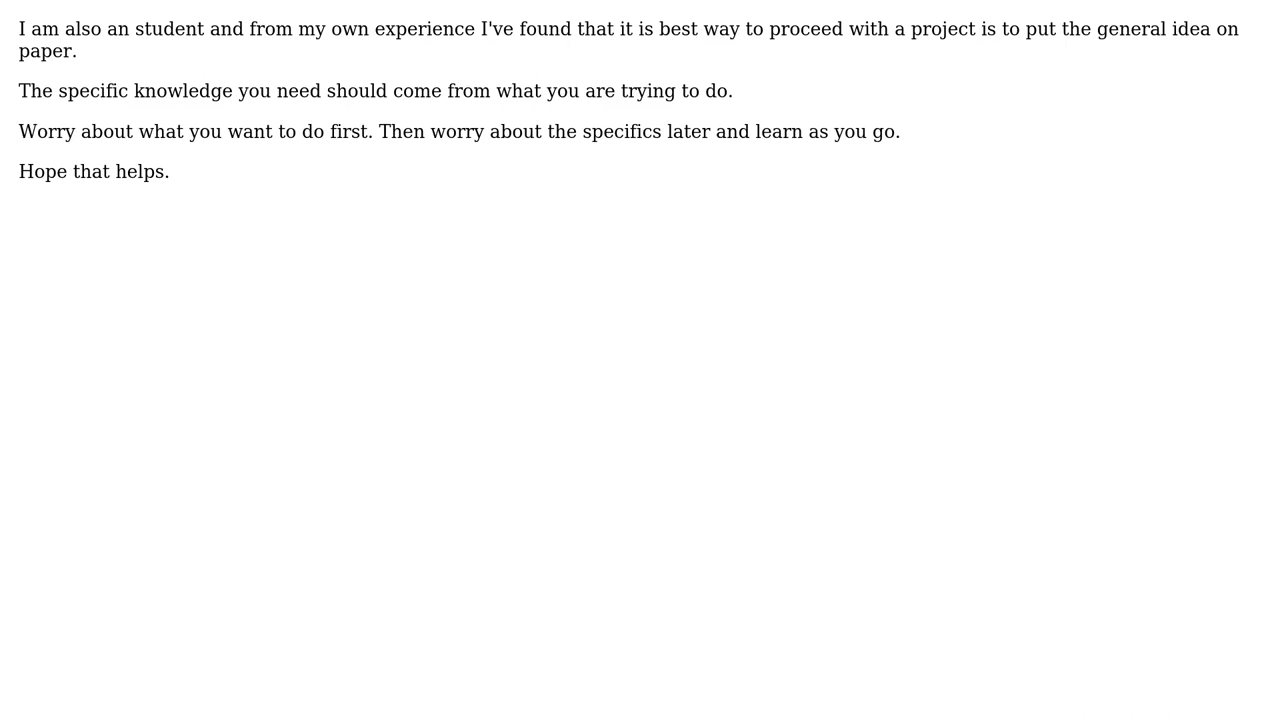 I am also an student and from my own experience I've found that it is best way to proceed with a project is to put the general idea on
paper.
The specific knowledge you need should come from what you are trying to do.
Worry about what you want to do first. Then worry about the specifics later and learn as you go.
Hope that helps.